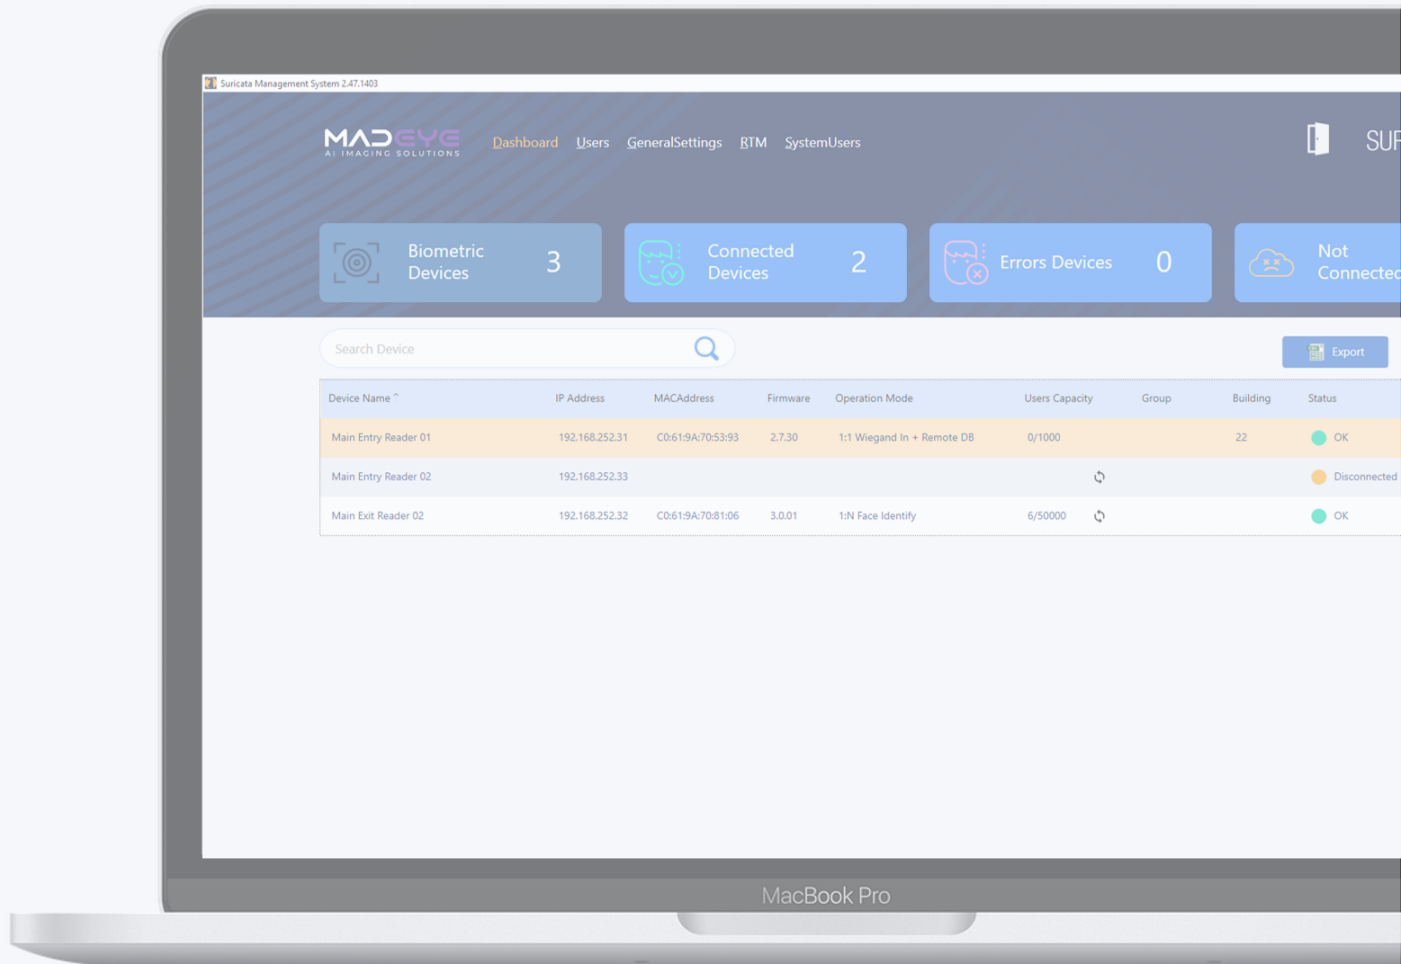 Suricata Management System 2.47.1403
MADEYE
AI IMAGING SOLUTIONS
Dashboard Users GeneralSettings RTM SystemUsers
SUR
Biometric
Devices
3
Connected
Devices
2
Errors Devices 0
Not
Connected
Search Device
Export
Device Name ^ IP Address MACAddress Firmware Operation Mode Users Capacity Group Building Status
Main Entry Reader 01 192.168.252.31 C0:61:9A:70:53:93 2.7.30 1:1 Wiegand In + Remote DB 0/1000 22 OK
Main Entry Reader 02 192.168.252.33 Disconnected
Main Exit Reader 02 192.168.252.32 C0:61:9A:70:81:06 3.0.01 1:N Face Identify 6/50000 OK
MacBook Pro